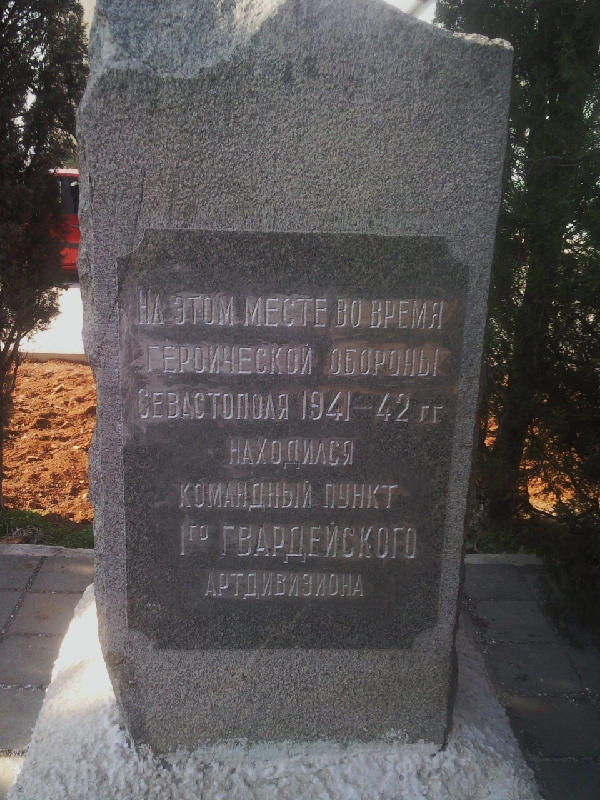 На этом месте во время
героической обороны
Севастополя 1941–42 гг
находился
командный пункт
1го гвардейского
артдивизиона